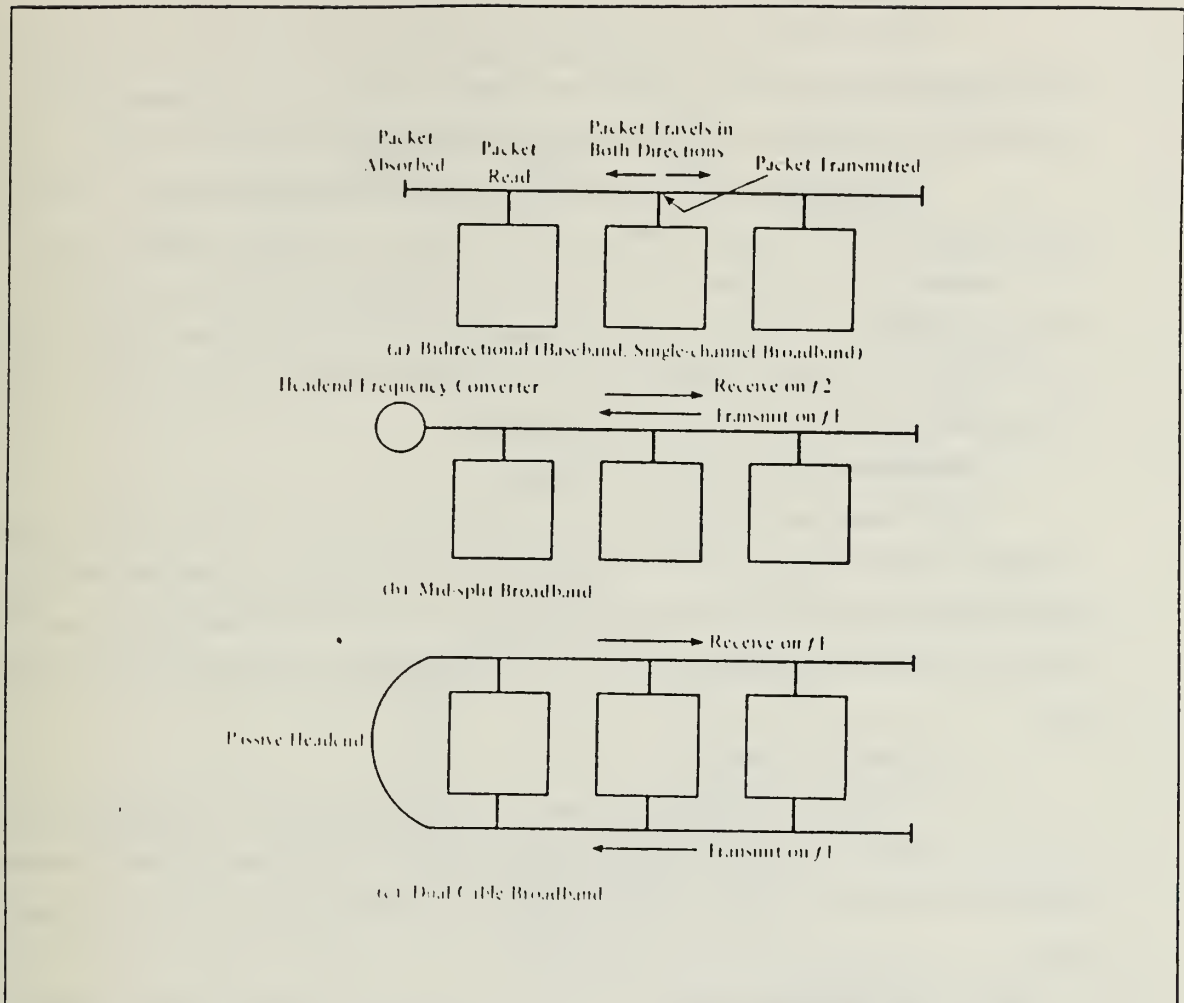 Packet Absorbed
Packet Read
Packet Travels in Both Directions
Packet Transmitted
(a) Bidirectional (Baseband, Single-channel Broadband)
Headend Frequency Converter
Receive on f2
Transmit on f1
(b) Mid-split Broadband
Receive on f1
Passive Headend
Transmit on f1
(c) Dual Cable Broadband